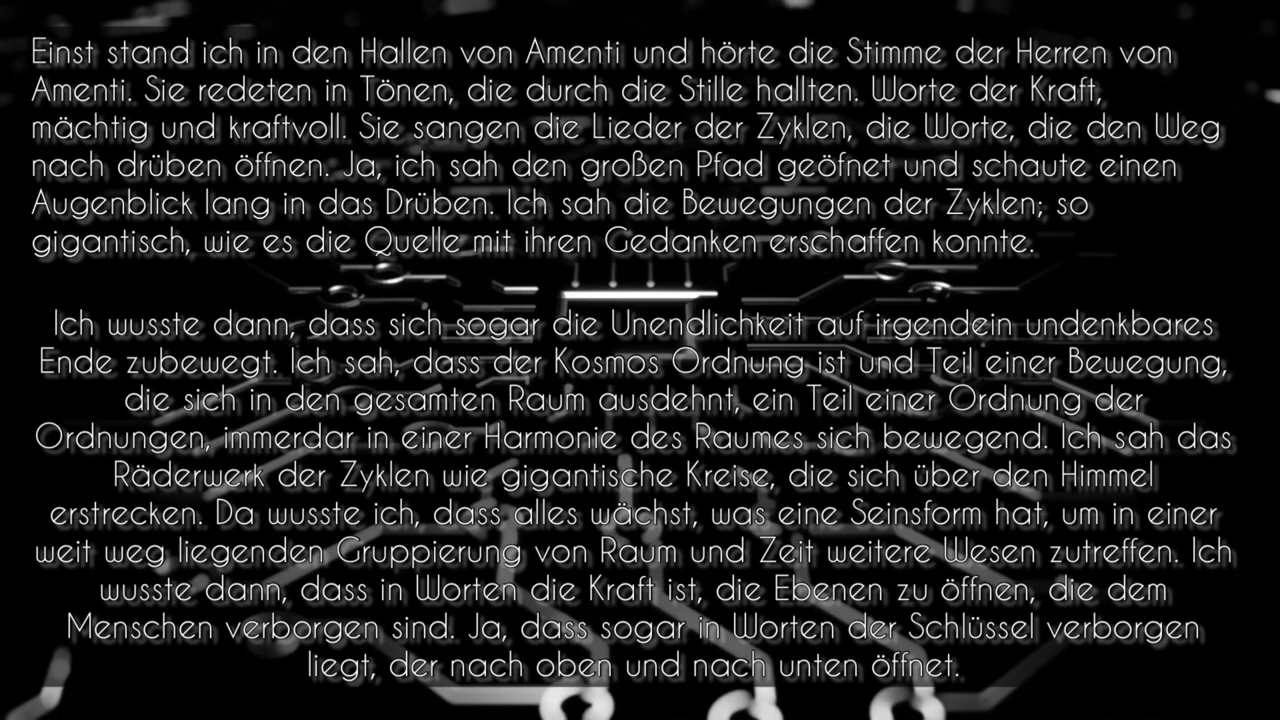 Einst stand ich in den Hallen von Amenti und hörte die Stimme der Herren von
Amenti. Sie redeten in Tönen, die durch die Stille hallten. Worte der Kraft,
mächtig und kraftvoll. Sie sangen die Lieder der Zyklen, die Worte, die den Weg
nach drüben öffnen. Ja, ich sah den großen Pfad geöfnet und schaute einen
Augenblick lang in das Drüben. Ich sah die Bewegungen der Zyklen; so
gigantisch, wie es die Quelle mit ihren Gedanken erschaffen konnte.
Ich wusste dann, dass sich sogar die Unendlichkeit auf irgendein undenkbares
Ende zubewegt. Ich sah, dass der Kosmos Ordnung ist und Teil einer Bewegung,
die sich in den gesamten Raum ausdehnt, ein Teil einer Ordnung der
Ordnungen, immerdar in einer Harmonie des Raumes sich bewegend. Ich sah das
Räderwerk der Zyklen wie gigantische Kreise, die sich über den Himmel
erstrecken. Da wusste ich, dass alles wächst, was eine Seinsform hat, um in einer
weit weg liegenden Gruppierung von Raum und Zeit weitere Wesen zutreffen. Ich
wusste dann, dass in Worten die Kraft ist, die Ebenen zu öffnen, die dem
Menschen verborgen sind. Ja, dass sogar in Worten der Schlüssel verborgen
liegt, der nach oben und nach unten öffnet.